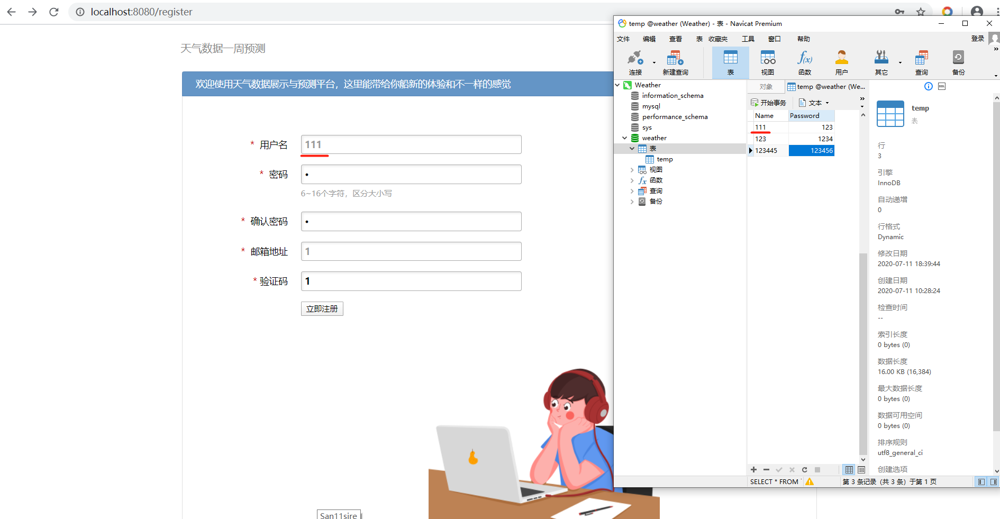 localhost:8080/register
天气数据一周预测
欢迎使用天气数据展示与预测平台，这里能带给你船新的体验和不一样的感觉
* 用户名 111
* 密码 •
6~16个字符，区分大小写
* 确认密码 •
* 邮箱地址 1
* 验证码 1
立即注册
San11sire
temp @weather (Weather) - 表 - Navicat Premium
文件 编辑 查看 表 收藏夹 工具 窗口 帮助 登录
连接 新建查询 表 视图 函数 用户 其它 查询 备份
Weather
information_schema
mysql
performance_schema
sys
weather
表
temp
视图
函数
查询
备份
对象 temp @weather (We...
开始事务 文本
Name Password
111 123
123 1234
123445 123456
SELECT * FROM
第 3 条记录 (共 3 条) 于第 1 页
DDL
temp
表
行
3
引擎
InnoDB
自动递增
0
行格式
Dynamic
修改日期
2020-07-11 18:39:44
创建日期
2020-07-11 10:28:24
检查时间
--
索引长度
0 bytes (0)
数据长度
16.00 KB (16,384)
最大数据长度
0 bytes (0)
数据可用空间
0 bytes (0)
排序规则
utf8_general_ci
创建选项